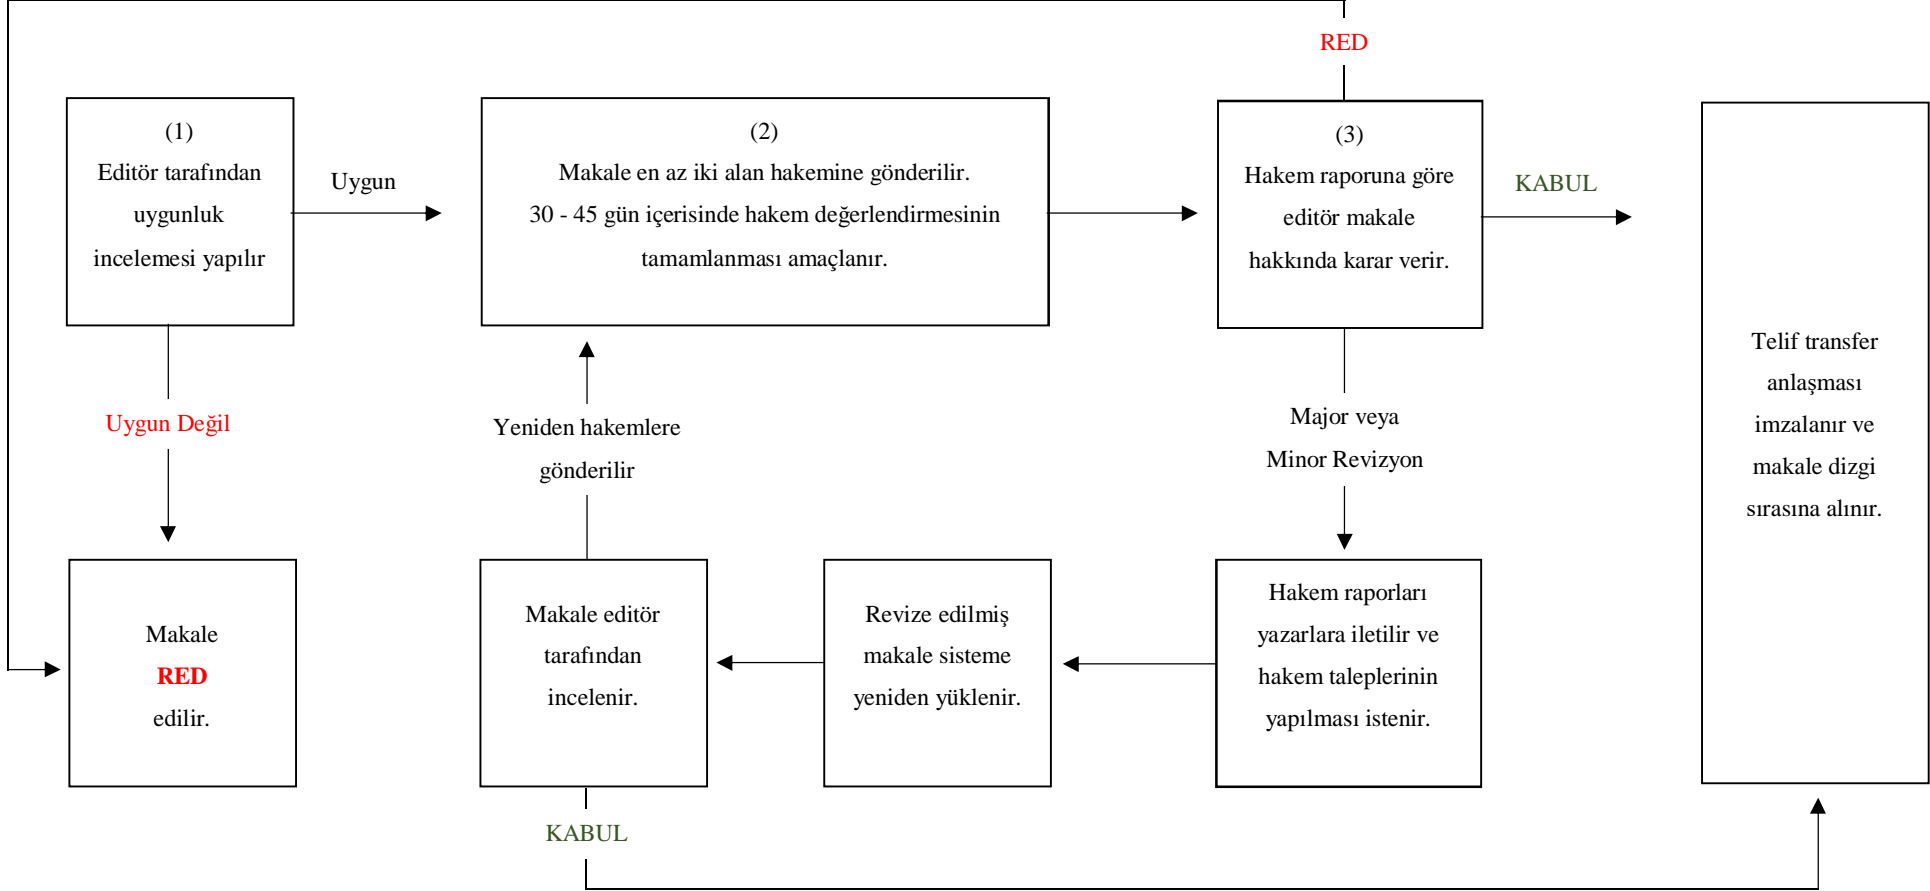 RED
(1)
Editör tarafından
uygunluk
incelemesi yapılır
Uygun
(2)
Makale en az iki alan hakemine gönderilir.
30 - 45 gün içerisinde hakem değerlendirmesinin
tamamlanması amaçlanır.
(3)
Hakem raporuna göre
editör makale
hakkında karar verir.
KABUL
Telif transfer
anlaşması
imzalanır ve
makale dizgi
sırasına alınır.
Uygun Değil
Yeniden hakemlere
gönderilir
Major veya
Minor Revizyon
Makale
RED
edilir.
Makale editör
tarafından
incelenir.
Revize edilmiş
makale sisteme
yeniden yüklenir.
Hakem raporları
yazarlara iletilir ve
hakem taleplerinin
yapılması istenir.
KABUL